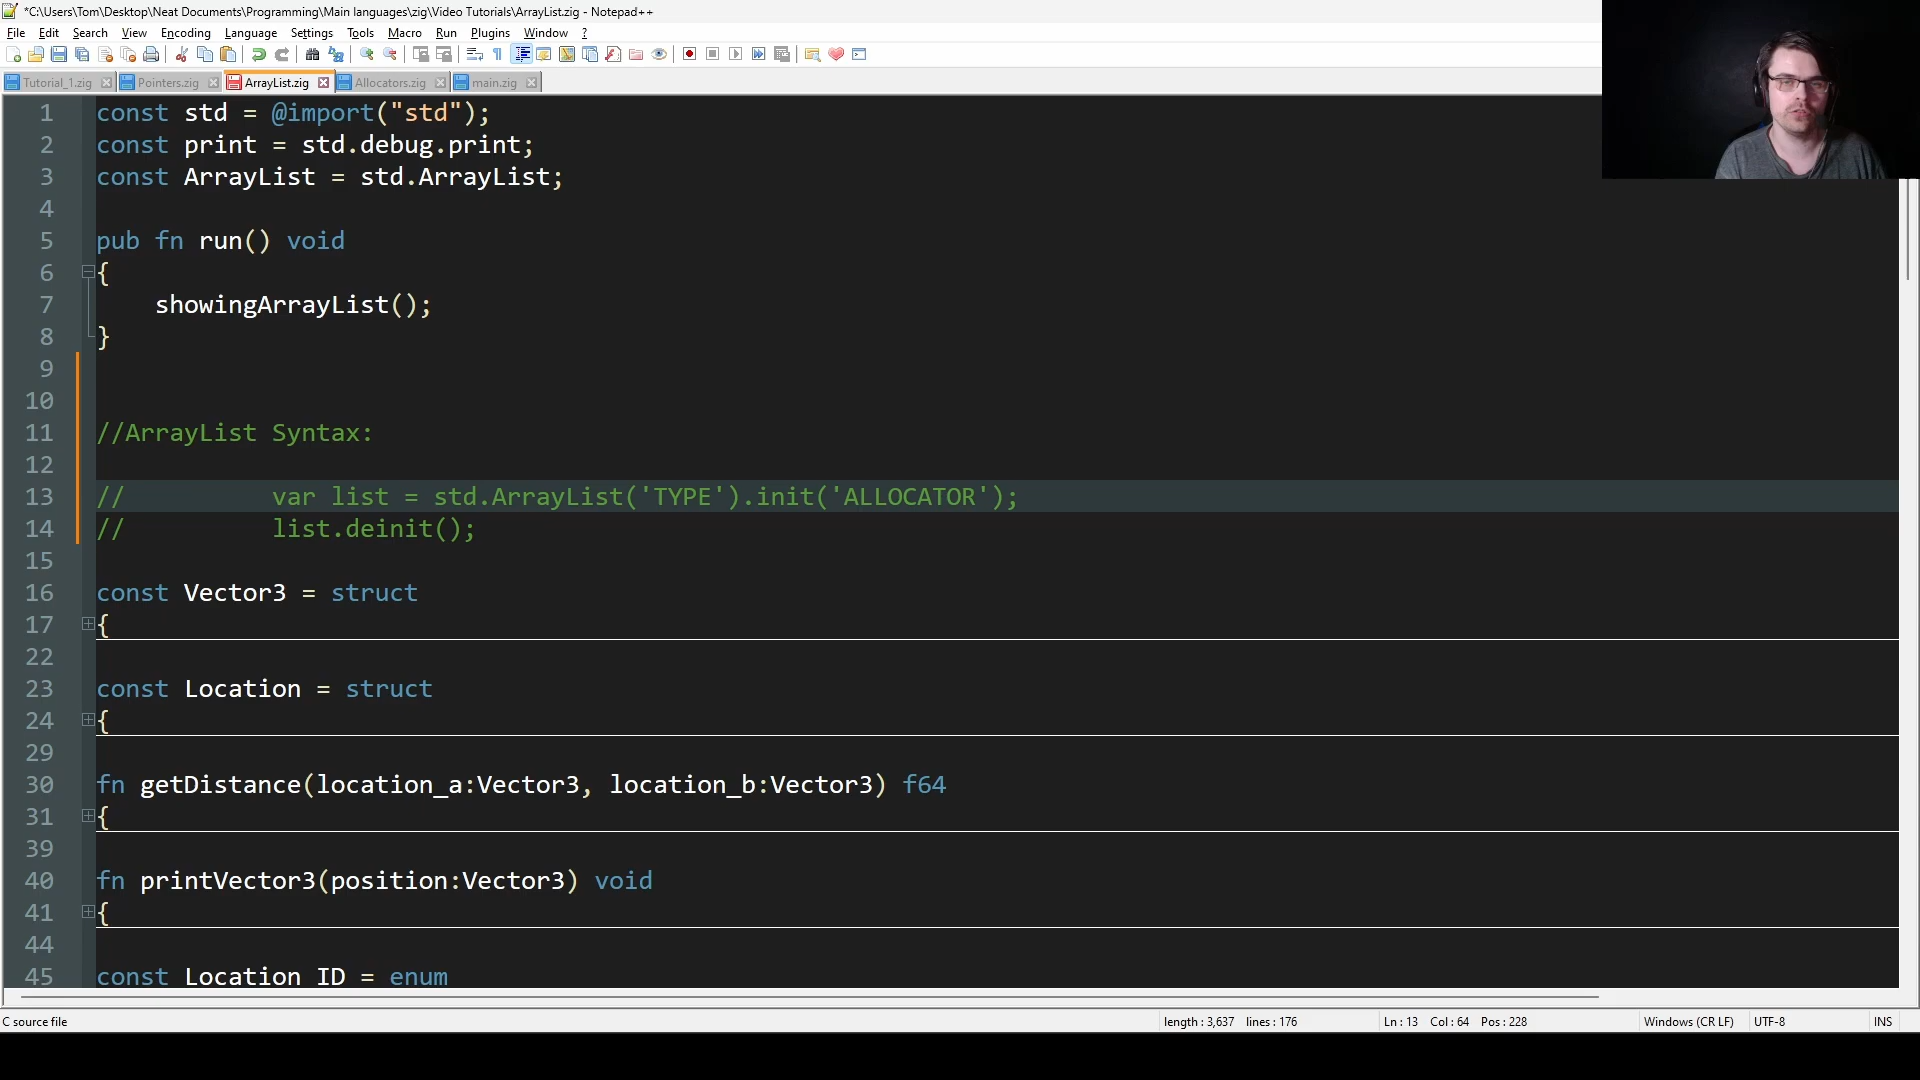 *C:\Users\Tom\Desktop\Neat Documents\Programming\Main languages\zig\Video Tutorials\ArrayList.zig - Notepad++
File Edit Search View Encoding Language Settings Tools Macro Run Plugins Window ?
Tutorial_1.zig Pointers.zig ArrayList.zig Allocators.zig main.zig
1 const std = @import("std");
2 const print = std.debug.print;
3 const ArrayList = std.ArrayList;
4
5 pub fn run() void
6 {
7 showingArrayList();
8 }
9
10
11 //ArrayList Syntax:
12
13 // var list = std.ArrayList('TYPE').init('ALLOCATOR');
14 // list.deinit();
15
16 const Vector3 = struct
17 {
22
23 const Location = struct
24 {
29
30 fn getDistance(location_a:Vector3, location_b:Vector3) f64
31 {
39
40 fn printVector3(position:Vector3) void
41 {
44
45 const Location ID = enum
C source file length : 3,637 lines : 176 Ln : 13 Col : 64 Pos : 228 Windows (CR LF) UTF-8 INS